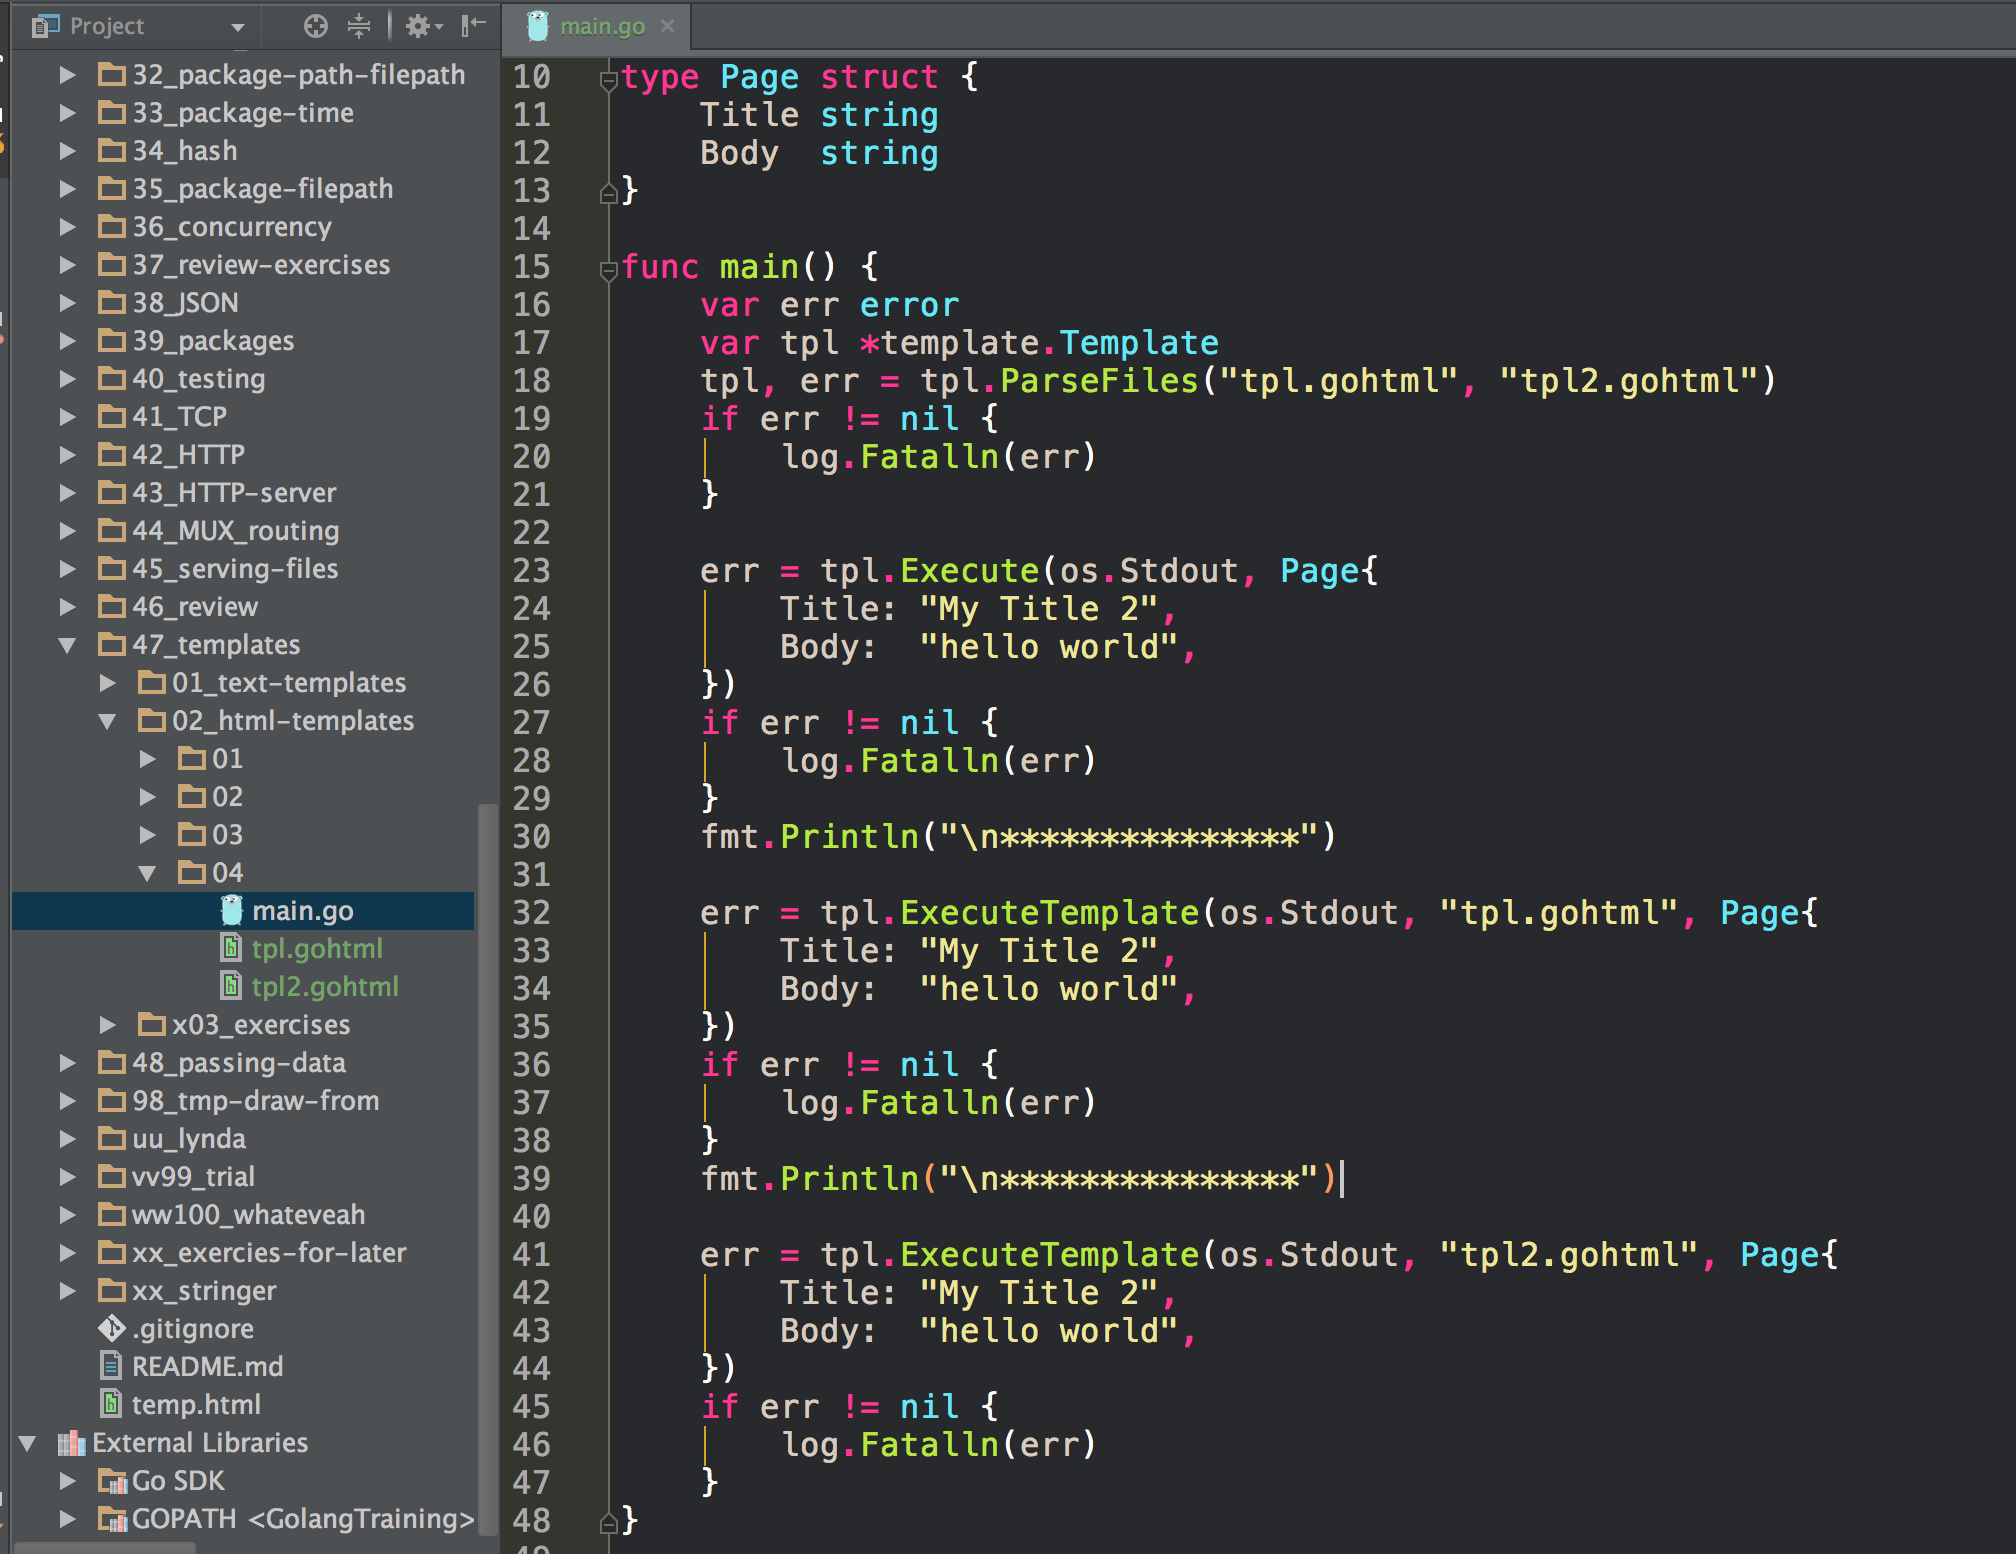 Project
32_package-path-filepath
33_package-time
34_hash
35_package-filepath
36_concurrency
37_review-exercises
38_JSON
39_packages
40_testing
41_TCP
42_HTTP
43_HTTP-server
44_MUX_routing
45_serving-files
46_review
47_templates
01_text-templates
02_html-templates
01
02
03
04
main.go
tpl.gohtml
tpl2.gohtml
x03_exercises
48_passing-data
98_tmp-draw-from
uu_lynda
vv99_trial
ww100_whateveah
xx_exercies-for-later
xx_stringer
.gitignore
README.md
temp.html
External Libraries
Go SDK
GOPATH <GolangTraining>
main.go
10 type Page struct {
11     Title string
12     Body  string
13 }
14
15 func main() {
16     var err error
17     var tpl *template.Template
18     tpl, err = tpl.ParseFiles("tpl.gohtml", "tpl2.gohtml")
19     if err != nil {
20         log.Fatalln(err)
21     }
22
23     err = tpl.Execute(os.Stdout, Page{
24         Title: "My Title 2",
25         Body:  "hello world",
26     })
27     if err != nil {
28         log.Fatalln(err)
29     }
30     fmt.Println("\n***************")
31
32     err = tpl.ExecuteTemplate(os.Stdout, "tpl.gohtml", Page{
33         Title: "My Title 2",
34         Body:  "hello world",
35     })
36     if err != nil {
37         log.Fatalln(err)
38     }
39     fmt.Println("\n***************")
40
41     err = tpl.ExecuteTemplate(os.Stdout, "tpl2.gohtml", Page{
42         Title: "My Title 2",
43         Body:  "hello world",
44     })
45     if err != nil {
46         log.Fatalln(err)
47     }
48 }